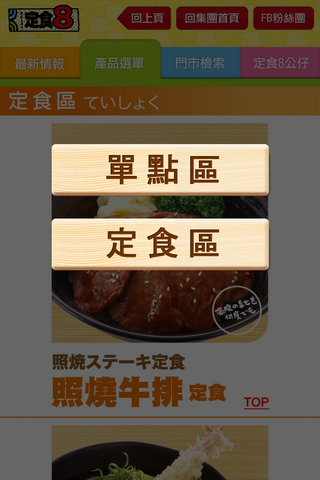 定食8
回上頁
回集團首頁
FB粉絲團
最新情報
產品選單
門市檢索
定食8公仔
定食區 ていしょく
單點區
定食區
照焼ステーキ定食
照燒牛排 定食
TOP